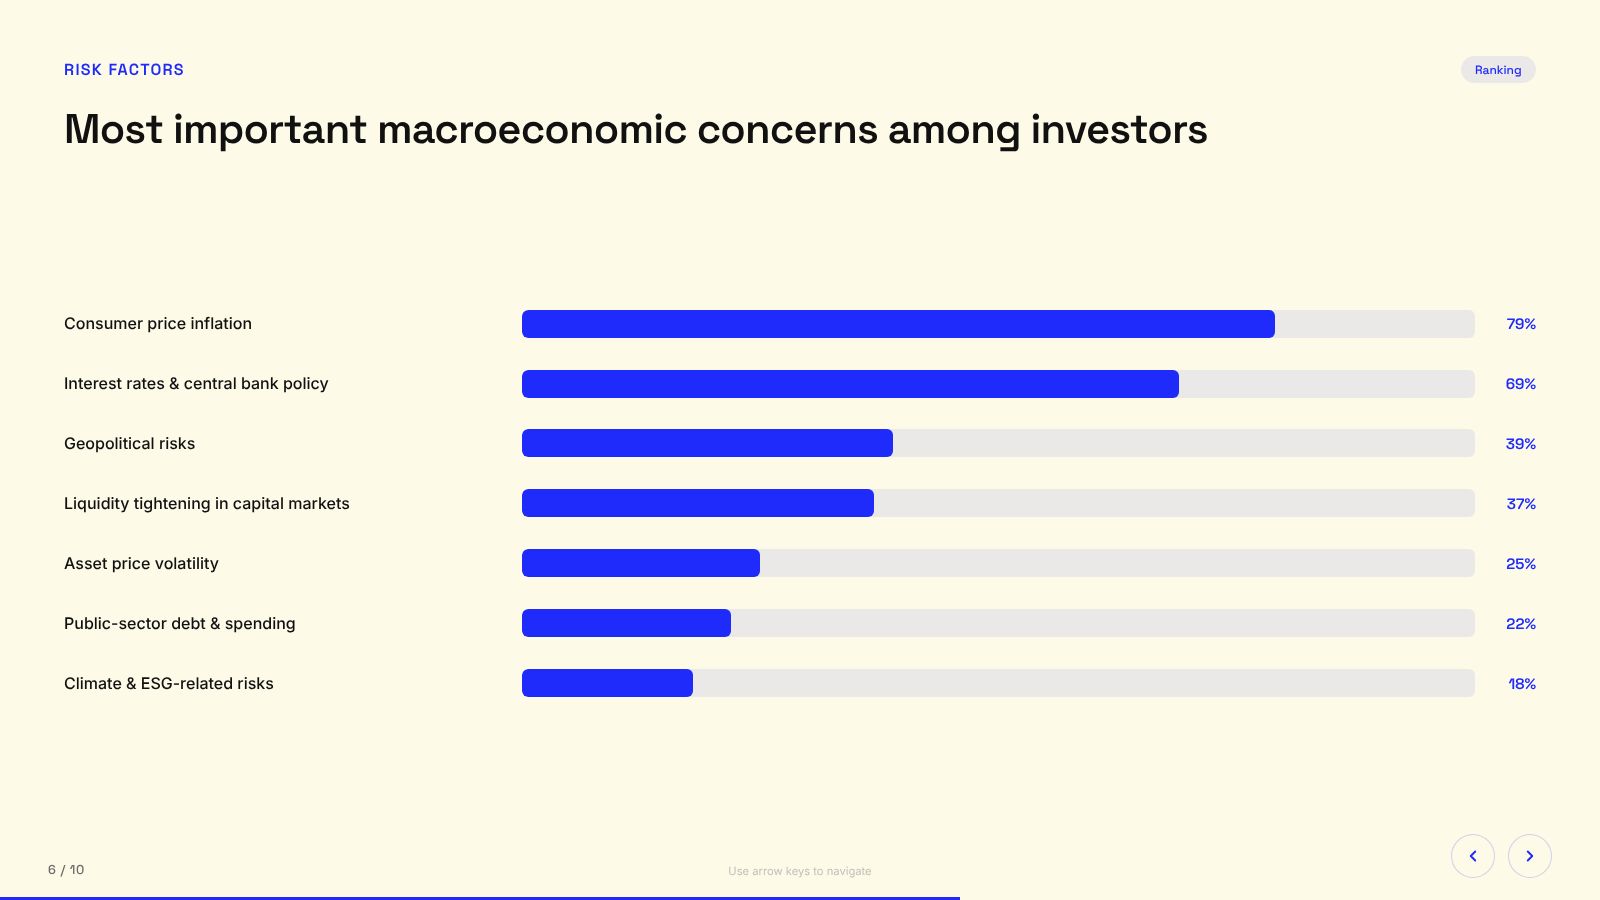 RISK FACTORS
Ranking
Most important macroeconomic concerns among investors
Consumer price inflation 79%
Interest rates & central bank policy 69%
Geopolitical risks 39%
Liquidity tightening in capital markets 37%
Asset price volatility 25%
Public-sector debt & spending 22%
Climate & ESG-related risks 18%
6 / 10
Use arrow keys to navigate